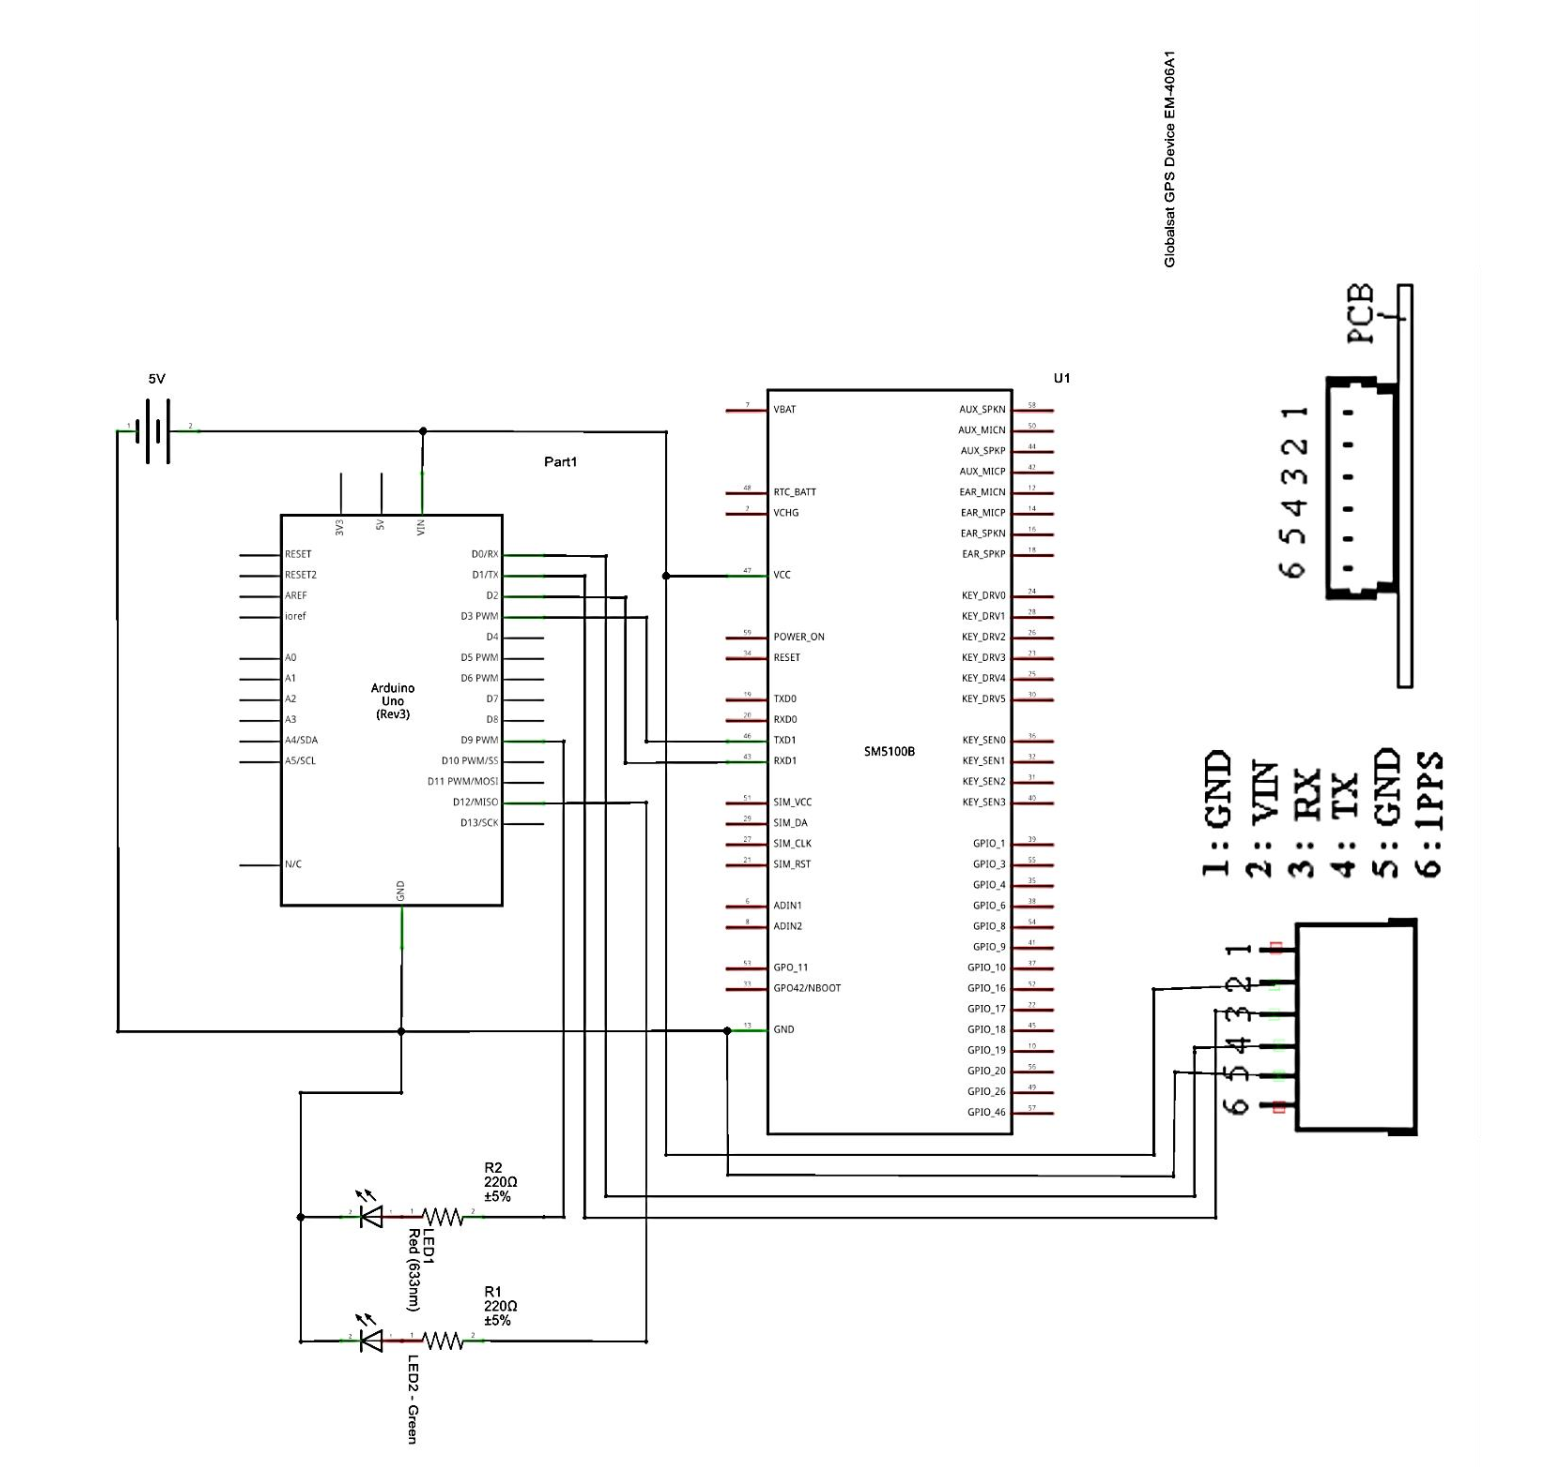 Globalsat GPS Device EM-406A1
PCB
1
2
3
4
5
6
5V
1
2
Part1
3V3
5V
VIN
RESET
RESET2
AREF
ioref
A0
A1
A2
A3
A4/SDA
A5/SCL
N/C
Arduino
Uno
(Rev3)
D0/RX
D1/TX
D2
D3 PWM
D4
D5 PWM
D6 PWM
D7
D8
D9 PWM
D10 PWM/SS
D11 PWM/MOSI
D12/MISO
D13/SCK
GND
U1
7 VBAT
48 RTC_BATT
2 VCHG
47 VCC
59 POWER_ON
34 RESET
19 TXD0
20 RXD0
46 TXD1
43 RXD1
51 SIM_VCC
29 SIM_DA
27 SIM_CLK
21 SIM_RST
6 ADIN1
8 ADIN2
53 GPO_11
33 GPO42/NBOOT
13 GND
SM5100B
AUX_SPKN 58
AUX_MICN 50
AUX_SPKP 44
AUX_MICP 42
EAR_MICN 12
EAR_MICP 14
EAR_SPKN 16
EAR_SPKP 18
KEY_DRV0 24
KEY_DRV1 28
KEY_DRV2 26
KEY_DRV3 23
KEY_DRV4 25
KEY_DRV5 30
KEY_SEN0 36
KEY_SEN1 32
KEY_SEN2 31
KEY_SEN3 40
GPIO_1 39
GPIO_3 55
GPIO_4 35
GPIO_6 38
GPIO_8 54
GPIO_9 41
GPIO_10 37
GPIO_16 52
GPIO_17 22
GPIO_18 45
GPIO_19 10
GPIO_20 56
GPIO_26 49
GPIO_46 57
1: GND
2: VIN
3: RX
4: TX
5: GND
6: 1PPS
1
2
3
4
5
6
R2
220Ω
±5%
2
1
1
2
LED1
Red (633nm)
R1
220Ω
±5%
2
1
1
2
LED2 - Green